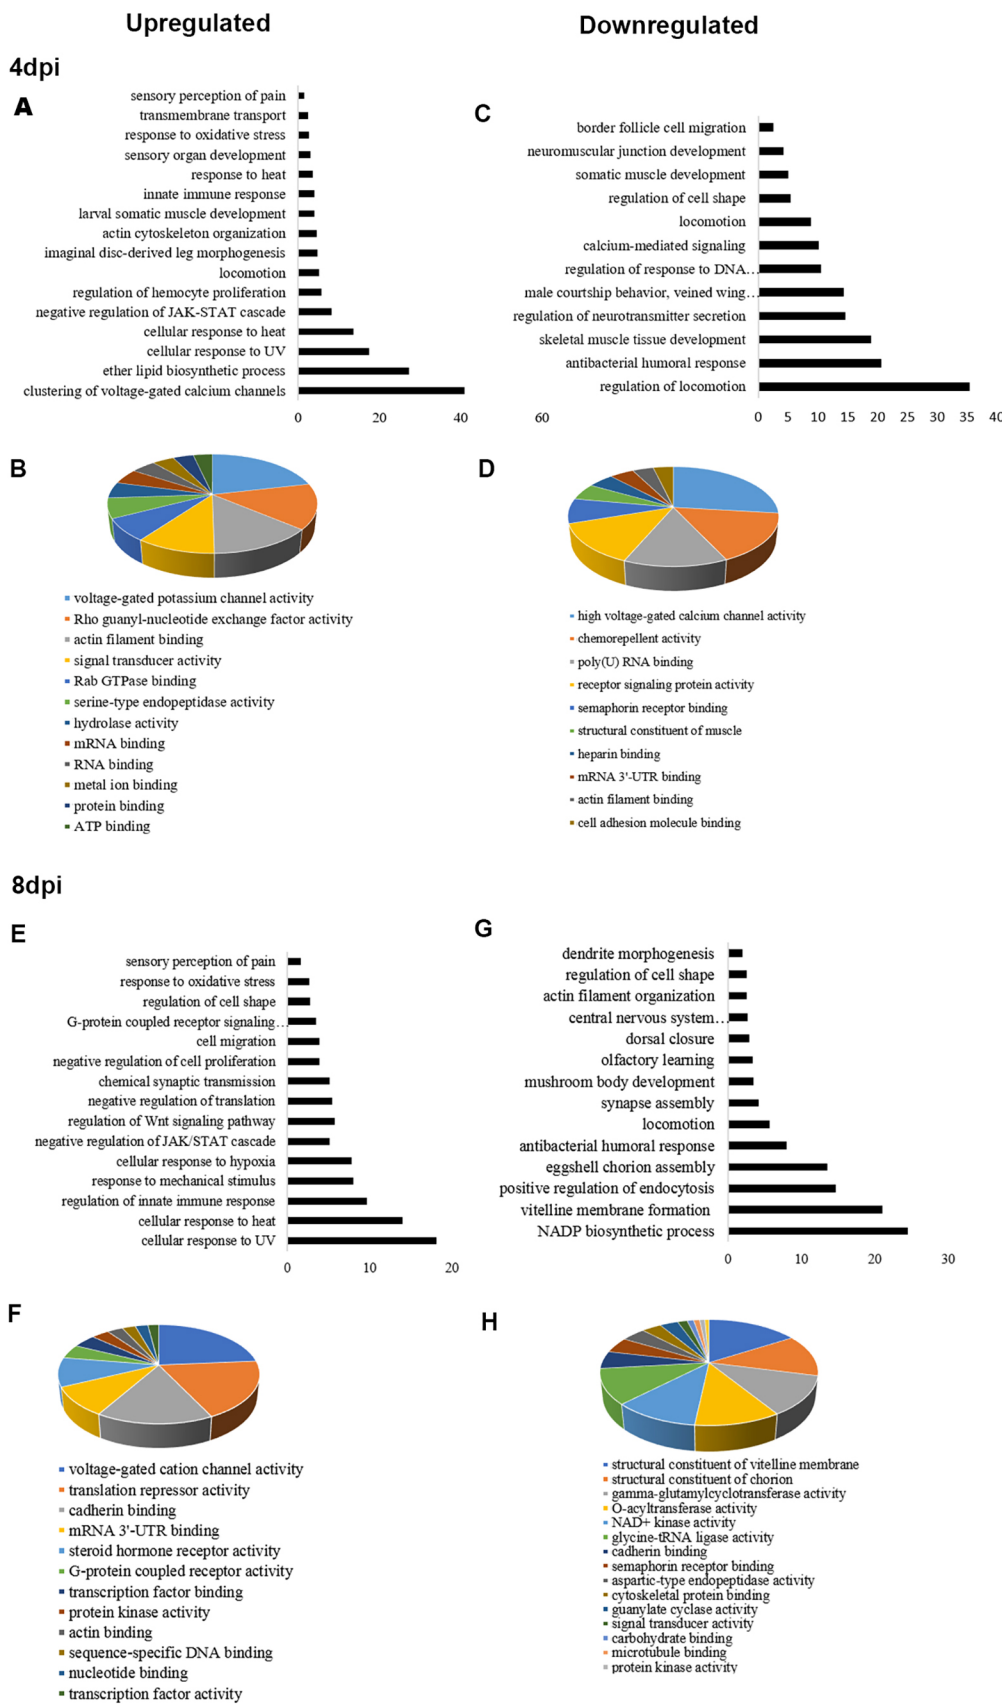 Upregulated
Downregulated
4dpi
A
sensory perception of pain
transmembrane transport
response to oxidative stress
sensory organ development
response to heat
innate immune response
larval somatic muscle development
actin cytoskeleton organization
imaginal disc-derived leg morphogenesis
locomotion
regulation of hemocyte proliferation
negative regulation of JAK-STAT cascade
cellular response to heat
cellular response to UV
ether lipid biosynthetic process
clustering of voltage-gated calcium channels
0 20 40 60
C
border follicle cell migration
neuromuscular junction development
somatic muscle development
regulation of cell shape
locomotion
calcium-mediated signaling
regulation of response to DNA…
male courtship behavior, veined wing…
regulation of neurotransmitter secretion
skeletal muscle tissue development
antibacterial humoral response
regulation of locomotion
0 5 10 15 20 25 30 35 40
B
voltage-gated potassium channel activity
Rho guanyl-nucleotide exchange factor activity
actin filament binding
signal transducer activity
Rab GTPase binding
serine-type endopeptidase activity
hydrolase activity
mRNA binding
RNA binding
metal ion binding
protein binding
ATP binding
D
high voltage-gated calcium channel activity
chemorepellent activity
poly(U) RNA binding
receptor signaling protein activity
semaphorin receptor binding
structural constituent of muscle
heparin binding
mRNA 3'-UTR binding
actin filament binding
cell adhesion molecule binding
8dpi
E
sensory perception of pain
response to oxidative stress
regulation of cell shape
G-protein coupled receptor signaling…
cell migration
negative regulation of cell proliferation
chemical synaptic transmission
negative regulation of translation
regulation of Wnt signaling pathway
negative regulation of JAK/STAT cascade
cellular response to hypoxia
response to mechanical stimulus
regulation of innate immune response
cellular response to heat
cellular response to UV
0 10 20
G
dendrite morphogenesis
regulation of cell shape
actin filament organization
central nervous system…
dorsal closure
olfactory learning
mushroom body development
synapse assembly
locomotion
antibacterial humoral response
eggshell chorion assembly
positive regulation of endocytosis
vitelline membrane formation
NADP biosynthetic process
0 10 20 30
F
voltage-gated cation channel activity
translation repressor activity
cadherin binding
mRNA 3'-UTR binding
steroid hormone receptor activity
G-protein coupled receptor activity
transcription factor binding
protein kinase activity
actin binding
sequence-specific DNA binding
nucleotide binding
transcription factor activity
H
structural constituent of vitelline membrane
structural constituent of chorion
gamma-glutamylcyclotransferase activity
O-acyltransferase activity
NAD+ kinase activity
glycine-tRNA ligase activity
cadherin binding
semaphorin receptor binding
aspartic-type endopeptidase activity
cytoskeletal protein binding
guanylate cyclase activity
signal transducer activity
carbohydrate binding
microtubule binding
protein kinase activity